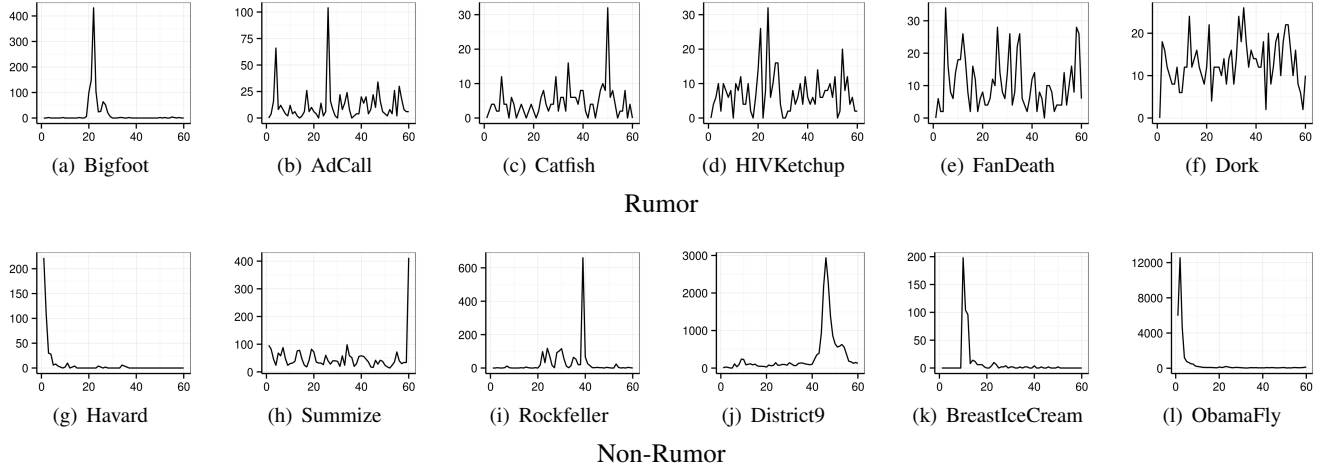 400
300
200
100
0
0 20 40 60
(a) Bigfoot
100
75
50
25
0
0 20 40 60
(b) AdCall
30
20
10
0
0 20 40 60
(c) Catfish
30
20
10
0
0 20 40 60
(d) HIVKetchup
30
20
10
0
0 20 40 60
(e) FanDeath
20
10
0
0 20 40 60
(f) Dork
Rumor
200
150
100
50
0
0 20 40 60
(g) Havard
400
300
200
100
0
0 20 40 60
(h) Summize
600
400
200
0
0 20 40 60
(i) Rockfeller
3000
2000
1000
0
0 20 40 60
(j) District9
200
150
100
50
0
0 20 40 60
(k) BreastIceCream
12000
8000
4000
0
0 20 40 60
(l) ObamaFly
Non-Rumor